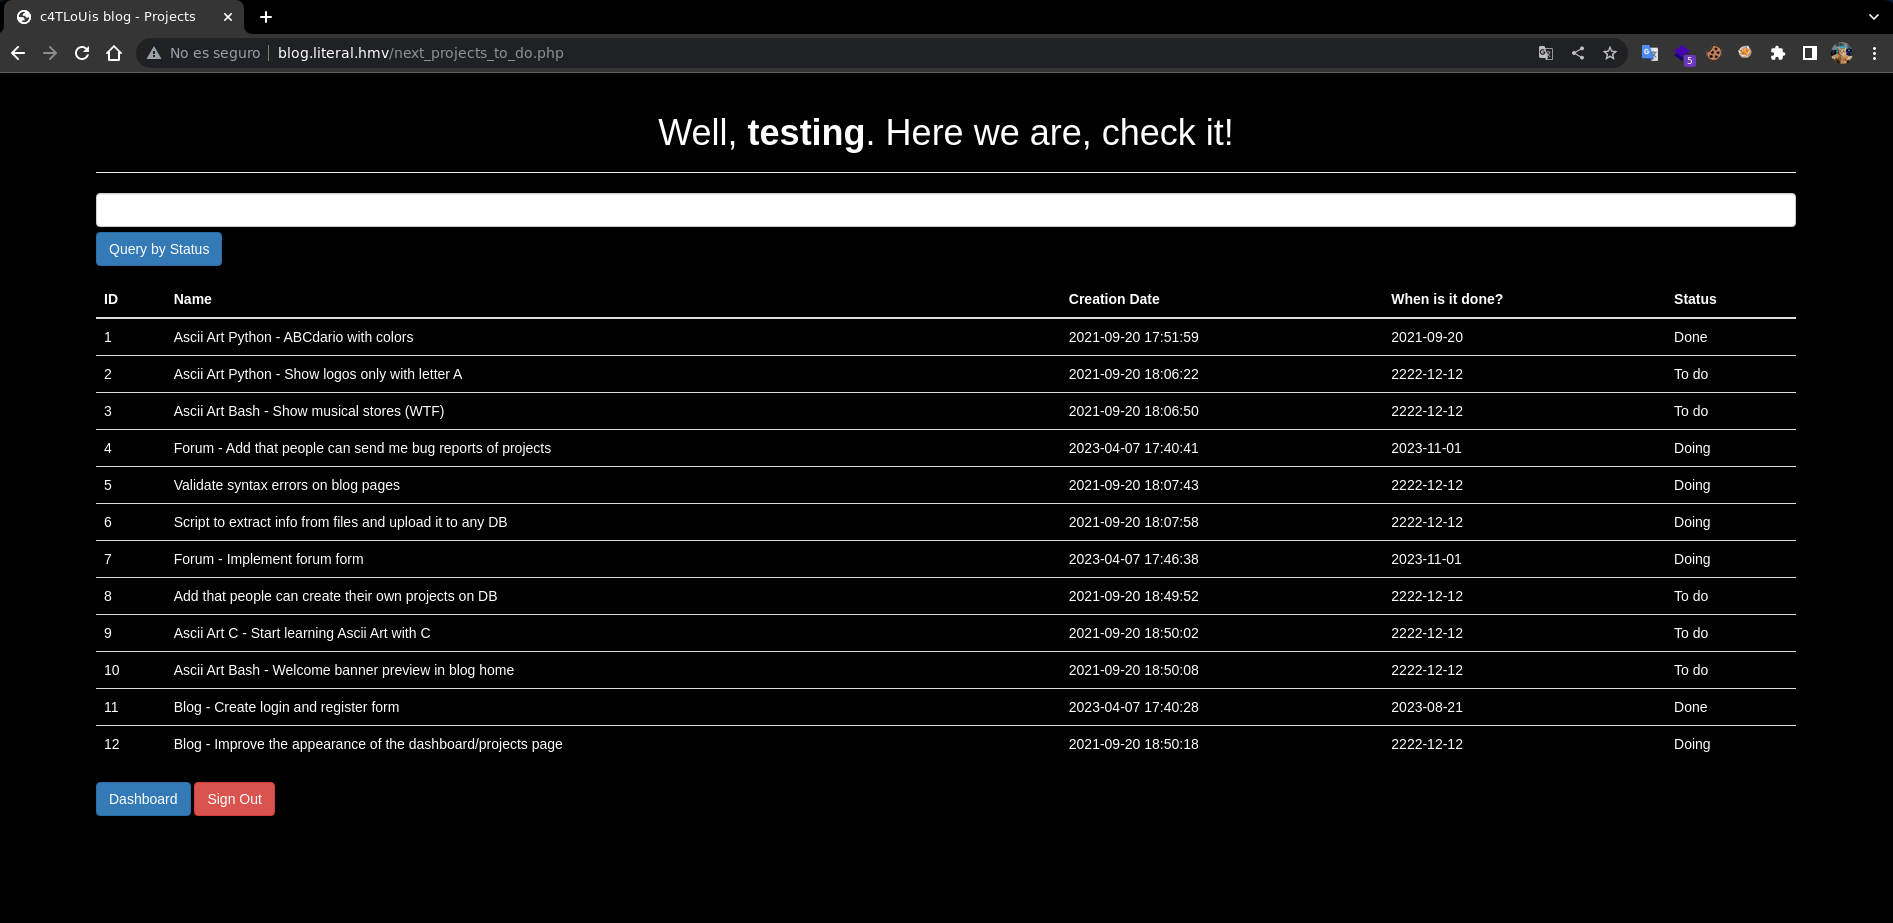 c4TLoUis blog - Projects
No es seguro | blog.literal.hmv/next_projects_to_do.php
5
Well, testing. Here we are, check it!
Query by Status
ID Name Creation Date When is it done? Status
1 Ascii Art Python - ABCdario with colors 2021-09-20 17:51:59 2021-09-20 Done
2 Ascii Art Python - Show logos only with letter A 2021-09-20 18:06:22 2222-12-12 To do
3 Ascii Art Bash - Show musical stores (WTF) 2021-09-20 18:06:50 2222-12-12 To do
4 Forum - Add that people can send me bug reports of projects 2023-04-07 17:40:41 2023-11-01 Doing
5 Validate syntax errors on blog pages 2021-09-20 18:07:43 2222-12-12 Doing
6 Script to extract info from files and upload it to any DB 2021-09-20 18:07:58 2222-12-12 Doing
7 Forum - Implement forum form 2023-04-07 17:46:38 2023-11-01 Doing
8 Add that people can create their own projects on DB 2021-09-20 18:49:52 2222-12-12 To do
9 Ascii Art C - Start learning Ascii Art with C 2021-09-20 18:50:02 2222-12-12 To do
10 Ascii Art Bash - Welcome banner preview in blog home 2021-09-20 18:50:08 2222-12-12 To do
11 Blog - Create login and register form 2023-04-07 17:40:28 2023-08-21 Done
12 Blog - Improve the appearance of the dashboard/projects page 2021-09-20 18:50:18 2222-12-12 Doing
Dashboard Sign Out